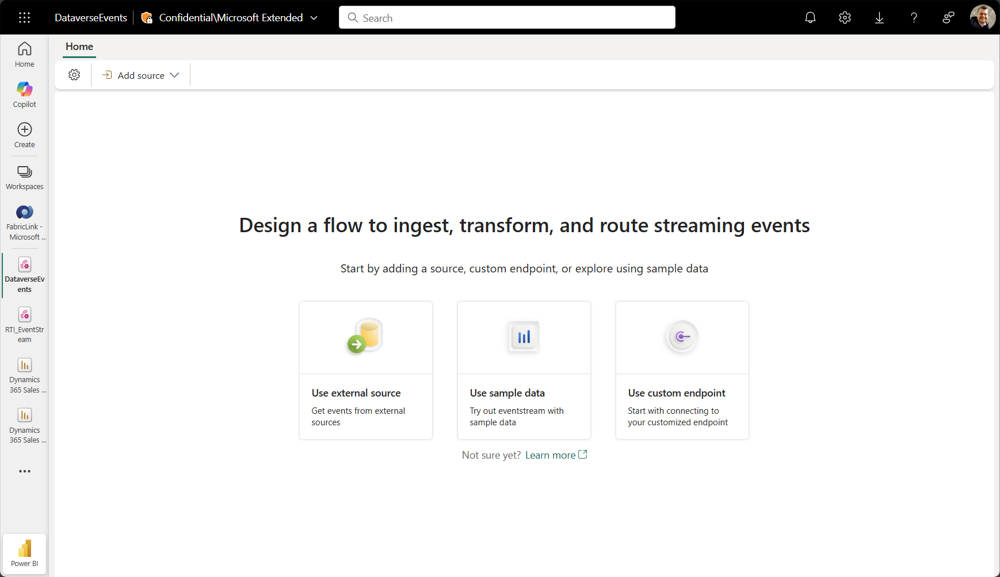 DataverseEvents
Confidential\Microsoft Extended
Search
Home
Copilot
Create
Workspaces
FabricLink -
Microsoft ...
DataverseEv
ents
RTI_EventStr
eam
Dynamics
365 Sales ...
Dynamics
365 Sales ...
Power BI
Home
Add source
Design a flow to ingest, transform, and route streaming events
Start by adding a source, custom endpoint, or explore using sample data
Use external source
Get events from external
sources
Use sample data
Try out eventstream with
sample data
Use custom endpoint
Start with connecting to
your customized endpoint
Not sure yet? Learn more